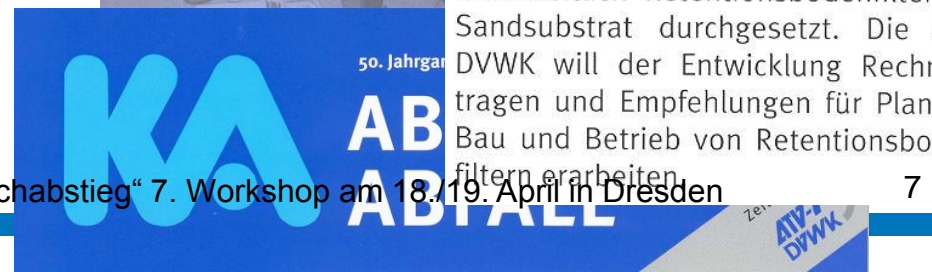 Sandsubstrat durchgesetzt. Die
50. Jahrgan
DVWK will der Entwicklung Rechn
tragen und Empfehlungen für Plan
Bau und Betrieb von Retentionsbo
filtern erarbeiten
KA
AB
ABFALL
chabstieg“ 7. Workshop am 18./19. April in Dresden
7
ATV-
DVWK